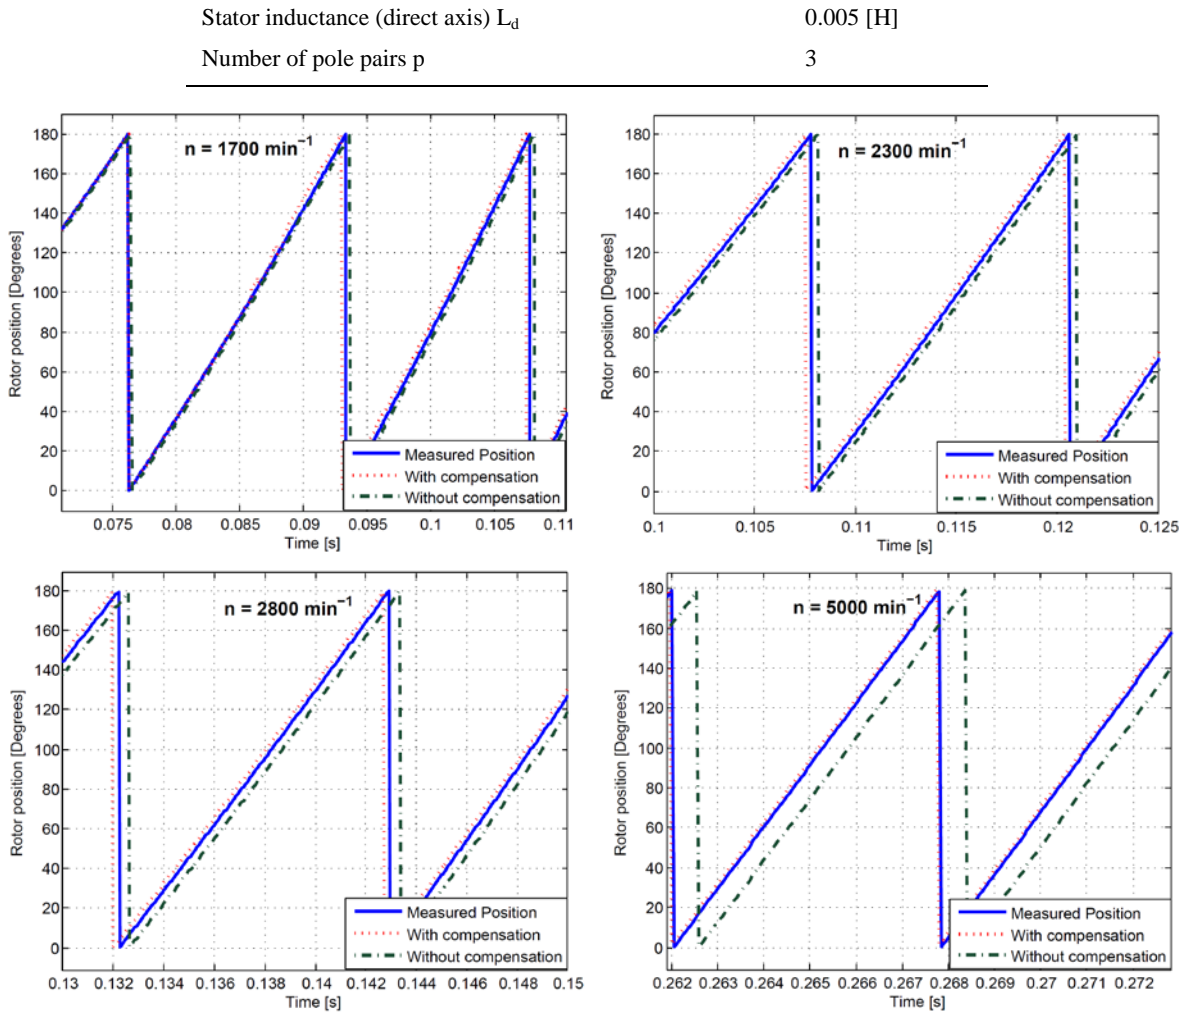 Stator inductance (direct axis) Ld 0.005 [H]
Number of pole pairs p 3
n = 1700 min−1
Rotor position [Degrees]
180
160
140
120
100
80
60
40
20
0
Measured Position
With compensation
Without compensation
0.075 0.08 0.085 0.09 0.095 0.1 0.105 0.11
Time [s]
n = 2300 min−1
Rotor position [Degrees]
180
160
140
120
100
80
60
40
20
0
Measured Position
With compensation
Without compensation
0.1 0.105 0.11 0.115 0.12 0.125
Time [s]
n = 2800 min−1
Rotor position [Degrees]
180
160
140
120
100
80
60
40
20
0
Measured Position
With compensation
Without compensation
0.13 0.132 0.134 0.136 0.138 0.14 0.142 0.144 0.146 0.148 0.15
Time [s]
n = 5000 min−1
Rotor position [Degrees]
180
160
140
120
100
80
60
40
20
0
Measured Position
With compensation
Without compensation
0.262 0.263 0.264 0.265 0.266 0.267 0.268 0.269 0.27 0.271 0.272
Time [s]